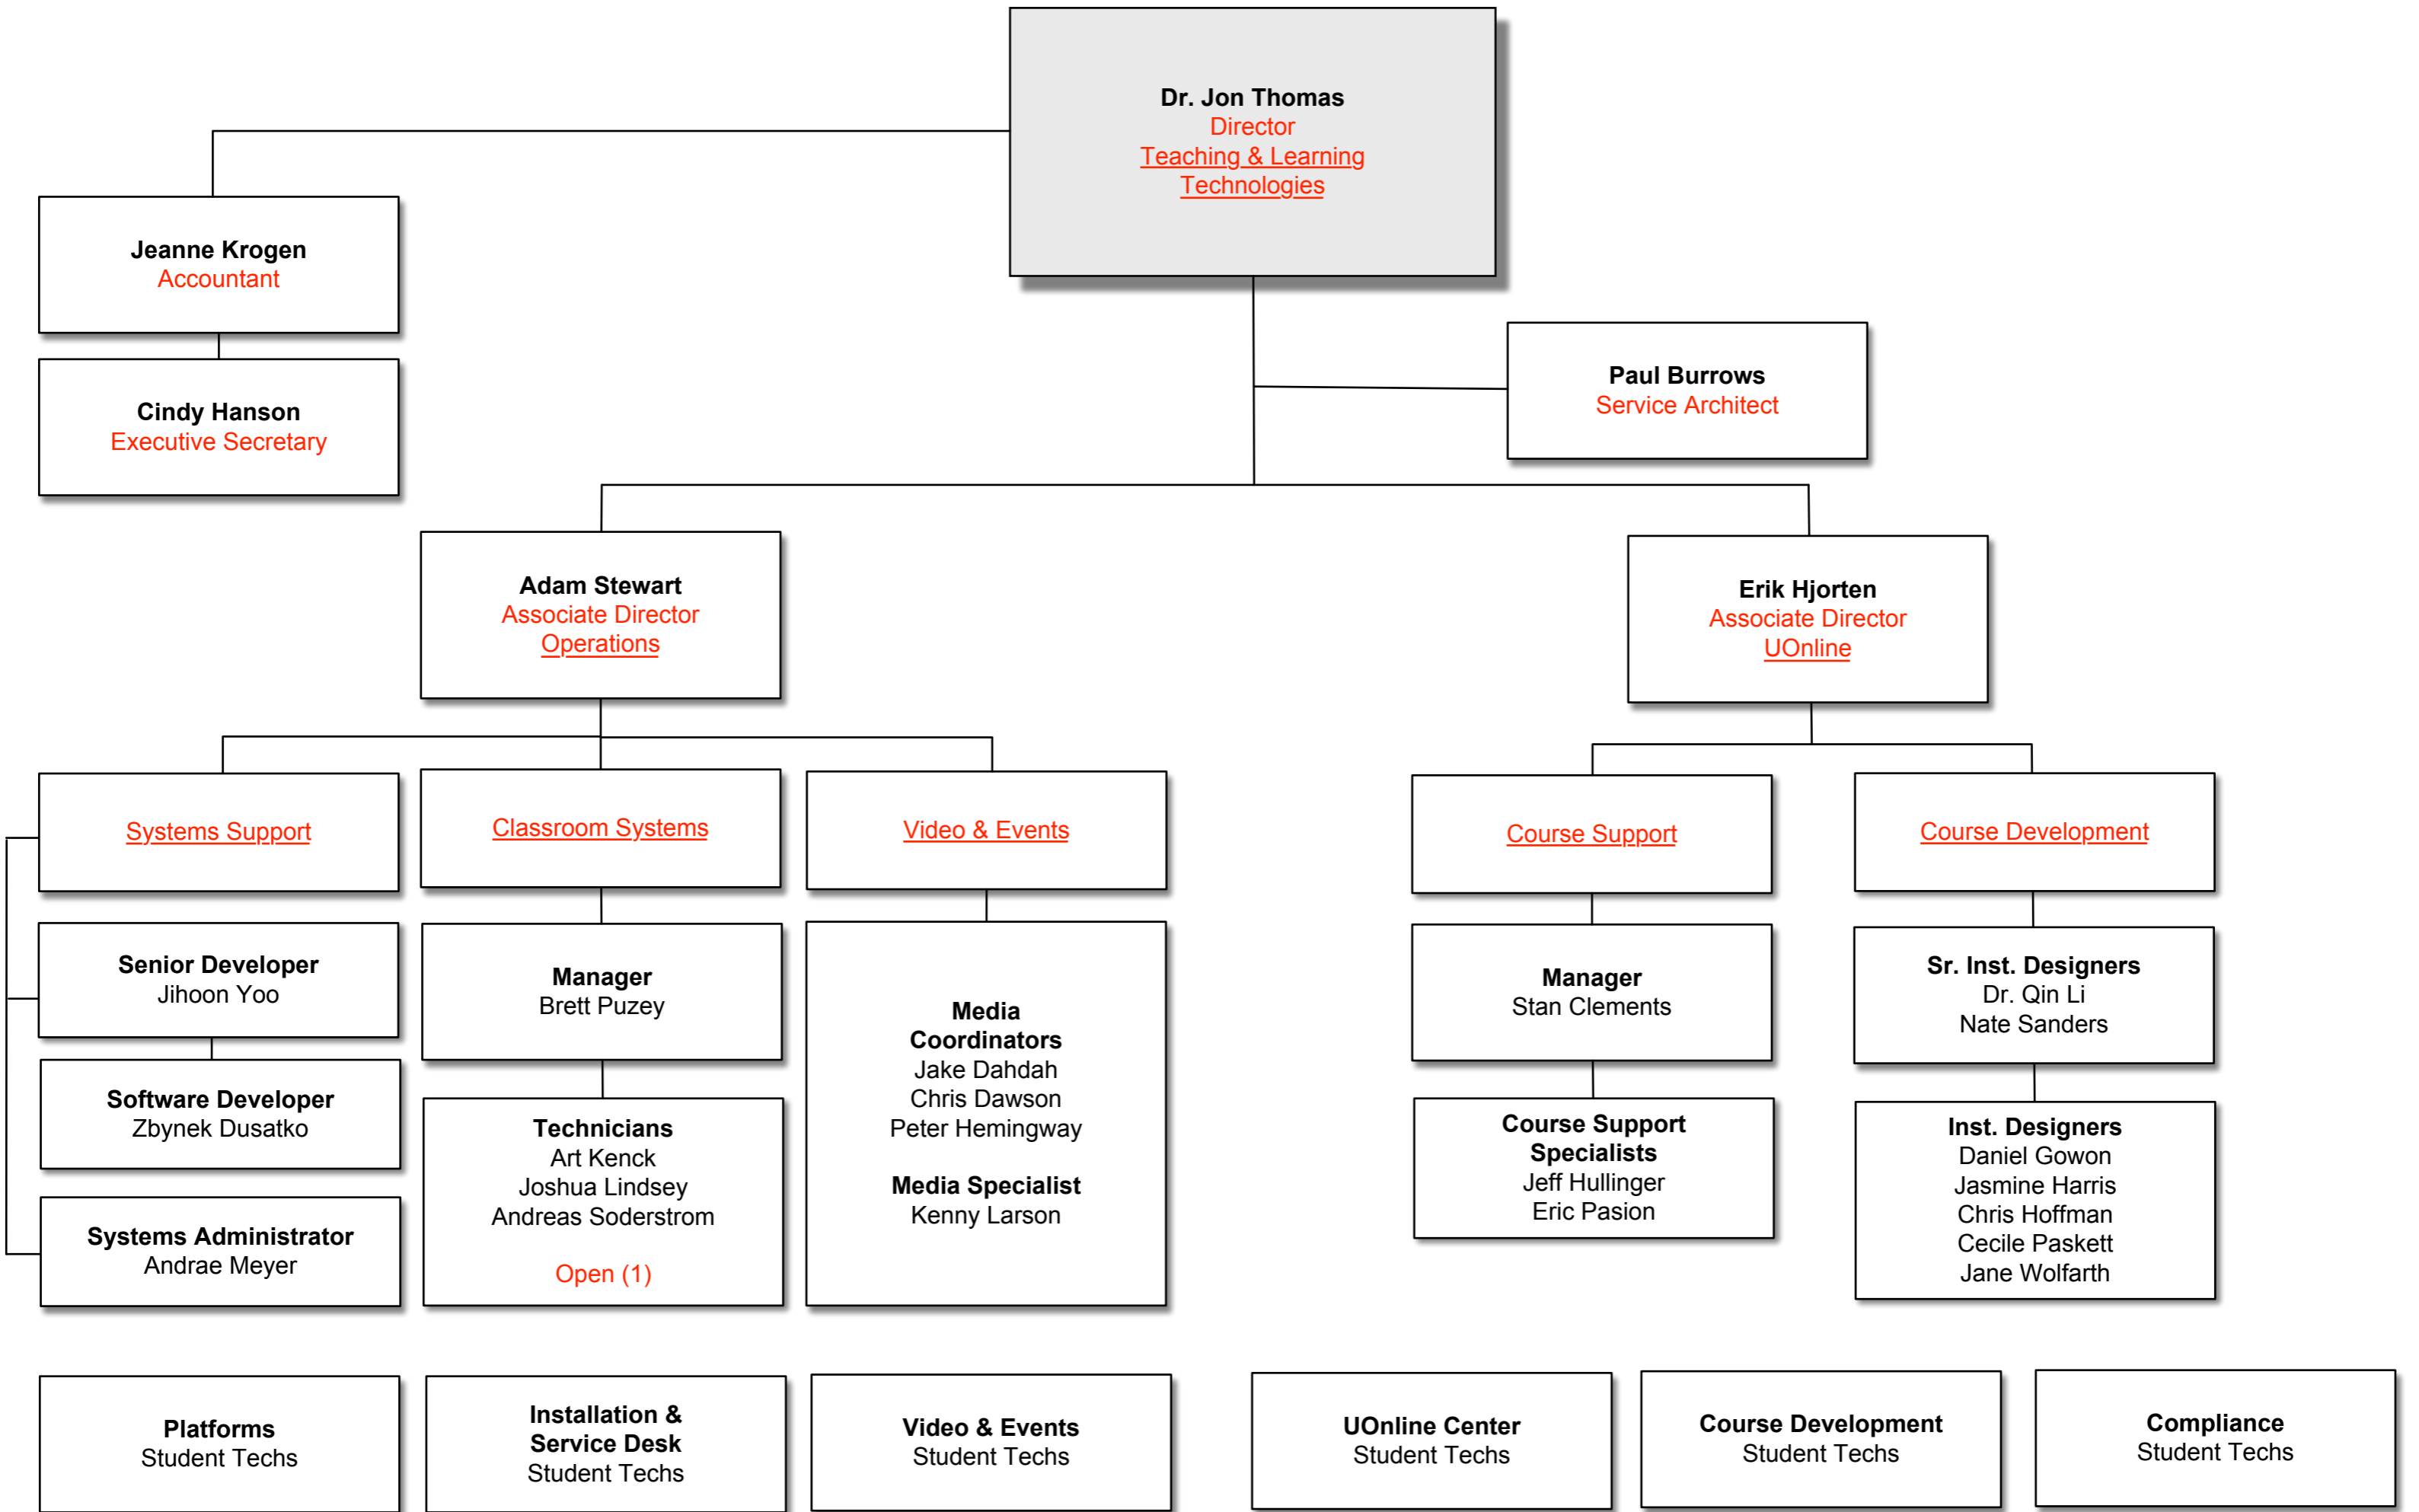 Dr. Jon Thomas
Director
Teaching & Learning
Technologies
Jeanne Krogen
Accountant
Cindy Hanson
Executive Secretary
Paul Burrows
Service Architect
Adam Stewart
Associate Director
Operations
Erik Hjorten
Associate Director
UOnline
Systems Support
Classroom Systems
Video & Events
Course Support
Course Development
Senior Developer
Jihoon Yoo
Software Developer
Zbynek Dusatko
Systems Administrator
Andrae Meyer
Manager
Brett Puzey
Technicians
Art Kenck
Joshua Lindsey
Andreas Soderstrom
Open (1)
Media
Coordinators
Jake Dahdah
Chris Dawson
Peter Hemingway
Media Specialist
Kenny Larson
Manager
Stan Clements
Course Support
Specialists
Jeff Hullinger
Eric Pasion
Sr. Inst. Designers
Dr. Qin Li
Nate Sanders
Inst. Designers
Daniel Gowon
Jasmine Harris
Chris Hoffman
Cecile Paskett
Jane Wolfarth
Platforms
Student Techs
Installation &
Service Desk
Student Techs
Video & Events
Student Techs
UOnline Center
Student Techs
Course Development
Student Techs
Compliance
Student Techs